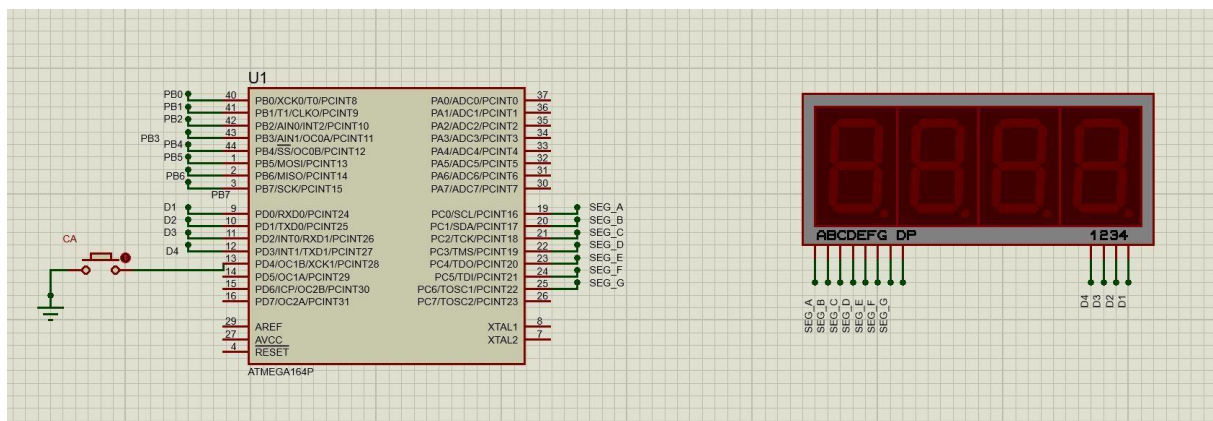 U1
PB0 40 PB0/XCK0/T0/PCINT8 PA0/ADC0/PCINT0 37
PB1 41 PB1/T1/CLKO/PCINT9 PA1/ADC1/PCINT1 36
PB2 42 PB2/AIN0/INT2/PCINT10 PA2/ADC2/PCINT2 35
PB3 43 PB3/AIN1/OC0A/PCINT11 PA3/ADC3/PCINT3 34
PB4 44 PB4/SS/OC0B/PCINT12 PA4/ADC4/PCINT4 33
PB5 1 PB5/MOSI/PCINT13 PA5/ADC5/PCINT5 32
PB6 2 PB6/MISO/PCINT14 PA6/ADC6/PCINT6 31
PB7 3 PB7/SCK/PCINT15 PA7/ADC7/PCINT7 30
D1 9 PD0/RXD0/PCINT24 PC0/SCL/PCINT16 19 SEG_A
D2 10 PD1/TXD0/PCINT25 PC1/SDA/PCINT17 20 SEG_B
D3 11 PD2/INT0/RXD1/PCINT26 PC2/TCK/PCINT18 21 SEG_C
D4 12 PD3/INT1/TXD1/PCINT27 PC3/TMS/PCINT19 22 SEG_D
13 PD4/OC1B/XCK1/PCINT28 PC4/TDO/PCINT20 23 SEG_E
14 PD5/OC1A/PCINT29 PC5/TDI/PCINT21 24 SEG_F
15 PD6/ICP/OC2B/PCINT30 PC6/TOSC1/PCINT22 25 SEG_G
16 PD7/OC2A/PCINT31 PC7/TOSC2/PCINT23 26
29 AREF XTAL1 8
27 AVCC XTAL2 7
4 RESET
ATMEGA164P
CA
ABCDEFG DP 1234
SEG_A
SEG_B
SEG_C
SEG_D
SEG_E
SEG_F
SEG_G
D4
D3
D2
D1